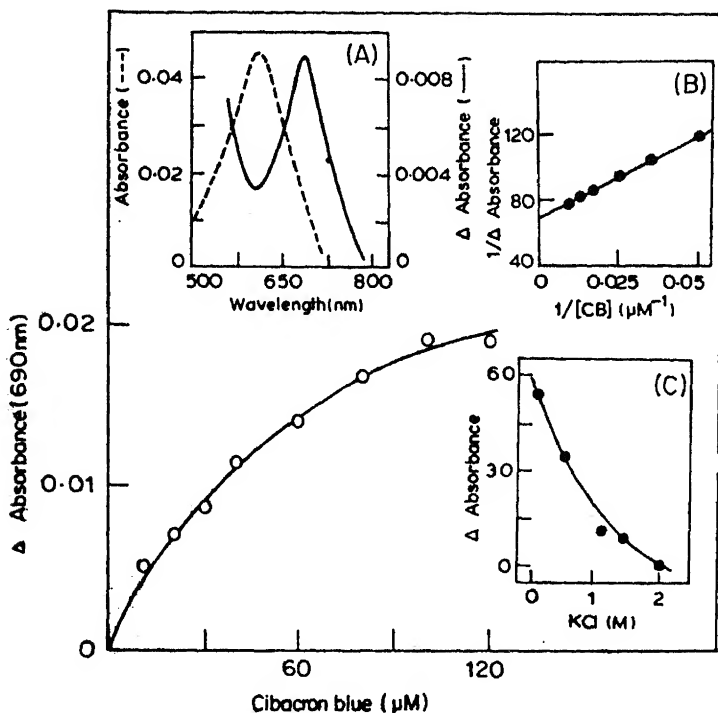 (A)
Absorbance (---)
0·04
0·02
0
Δ Absorbance (—)
0·008
0·004
0
500 650 800
Wavelength(nm)
(B)
1/Δ Absorbance
120
80
40
0 0·025 0·05
1/[CB] (μM⁻¹)
(C)
Δ Absorbance
60
30
0
0 1 2
KCl (M)
Δ Absorbance (690nm)
0·02
0·01
0
60 120
Cibacron blue (μM)